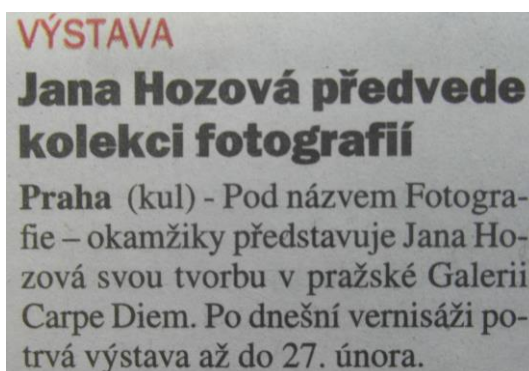 VÝSTAVA
Jana Hozová předvede
kolekci fotografií
Praha (kul) - Pod názvem Fotogra-
fie – okamžiky představuje Jana Ho-
zová svou tvorbu v pražské Galerii
Carpe Diem. Po dnešní vernisáži po-
trvá výstava až do 27. února.